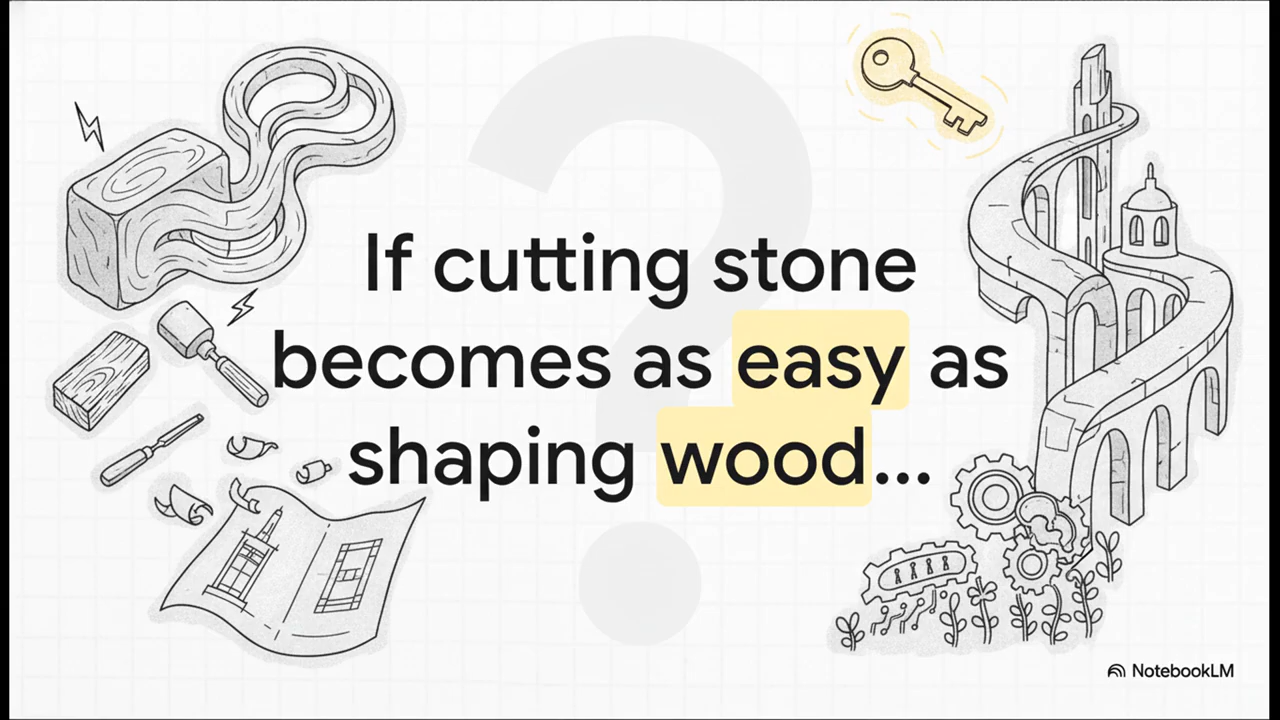 If cutting stone
becomes as easy as
shaping wood...
NotebookLM